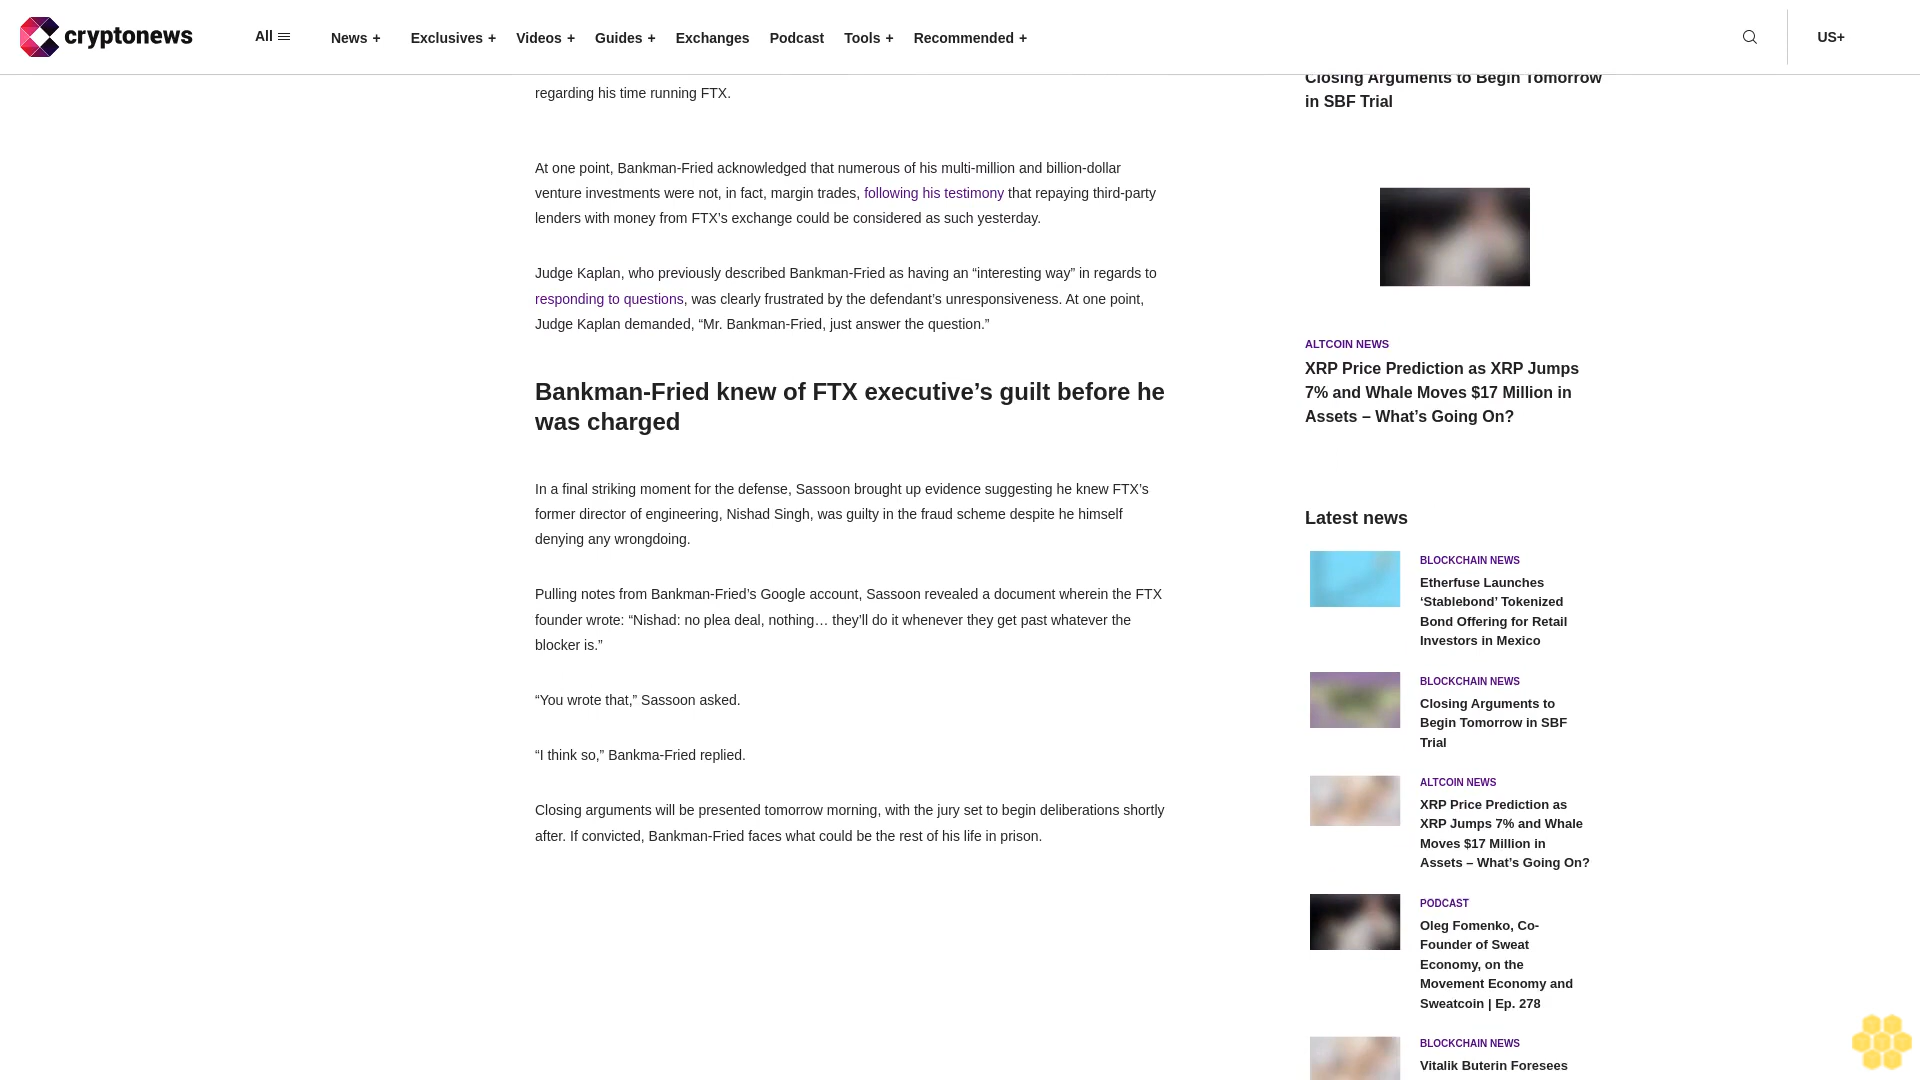 cryptonews
All
News +
Exclusives +
Videos +
Guides +
Exchanges
Podcast
Tools +
Recommended +
US+
regarding his time running FTX.
At one point, Bankman-Fried acknowledged that numerous of his multi-million and billion-dollar
venture investments were not, in fact, margin trades, following his testimony that repaying third-party
lenders with money from FTX’s exchange could be considered as such yesterday.
Judge Kaplan, who previously described Bankman-Fried as having an “interesting way” in regards to
responding to questions, was clearly frustrated by the defendant’s unresponsiveness. At one point,
Judge Kaplan demanded, “Mr. Bankman-Fried, just answer the question.”
Bankman-Fried knew of FTX executive’s guilt before he
was charged
In a final striking moment for the defense, Sassoon brought up evidence suggesting he knew FTX’s
former director of engineering, Nishad Singh, was guilty in the fraud scheme despite he himself
denying any wrongdoing.
Pulling notes from Bankman-Fried’s Google account, Sassoon revealed a document wherein the FTX
founder wrote: “Nishad: no plea deal, nothing… they’ll do it whenever they get past whatever the
blocker is.”
“You wrote that,” Sassoon asked.
“I think so,” Bankma-Fried replied.
Closing arguments will be presented tomorrow morning, with the jury set to begin deliberations shortly
after. If convicted, Bankman-Fried faces what could be the rest of his life in prison.
Closing Arguments to Begin Tomorrow
in SBF Trial
ALTCOIN NEWS
XRP Price Prediction as XRP Jumps
7% and Whale Moves $17 Million in
Assets – What’s Going On?
Latest news
BLOCKCHAIN NEWS
Etherfuse Launches
‘Stablebond’ Tokenized
Bond Offering for Retail
Investors in Mexico
BLOCKCHAIN NEWS
Closing Arguments to
Begin Tomorrow in SBF
Trial
ALTCOIN NEWS
XRP Price Prediction as
XRP Jumps 7% and Whale
Moves $17 Million in
Assets – What’s Going On?
PODCAST
Oleg Fomenko, Co-
Founder of Sweat
Economy, on the
Movement Economy and
Sweatcoin | Ep. 278
BLOCKCHAIN NEWS
Vitalik Buterin Foresees